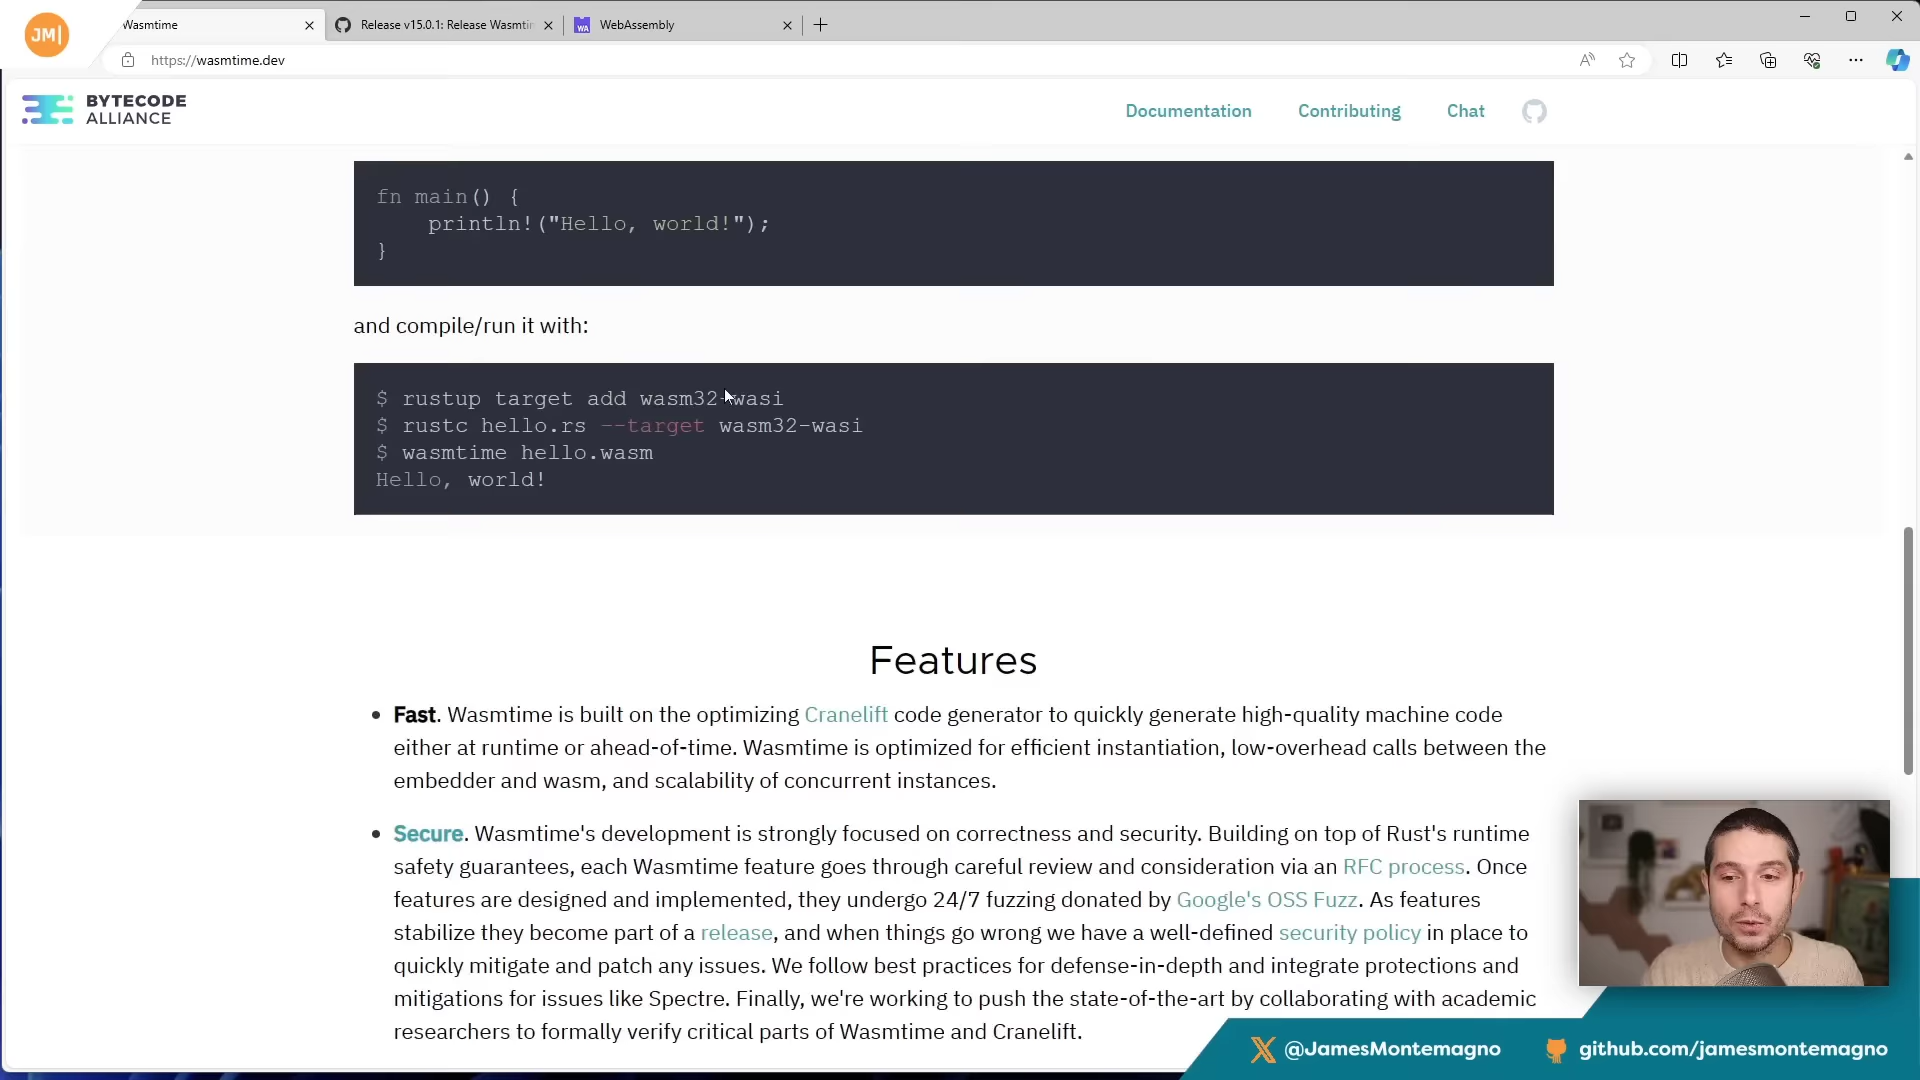 JM|
Wasmtime
Release v15.0.1: Release Wasmtim
WebAssembly
https://wasmtime.dev
BYTECODE
ALLIANCE
Documentation
Contributing
Chat
fn main() {
println!("Hello, world!");
}
and compile/run it with:
$ rustup target add wasm32-wasi
$ rustc hello.rs --target wasm32-wasi
$ wasmtime hello.wasm
Hello, world!
Features
• Fast. Wasmtime is built on the optimizing Cranelift code generator to quickly generate high-quality machine code
either at runtime or ahead-of-time. Wasmtime is optimized for efficient instantiation, low-overhead calls between the
embedder and wasm, and scalability of concurrent instances.
• Secure. Wasmtime's development is strongly focused on correctness and security. Building on top of Rust's runtime
safety guarantees, each Wasmtime feature goes through careful review and consideration via an RFC process. Once
features are designed and implemented, they undergo 24/7 fuzzing donated by Google's OSS Fuzz. As features
stabilize they become part of a release, and when things go wrong we have a well-defined security policy in place to
quickly mitigate and patch any issues. We follow best practices for defense-in-depth and integrate protections and
mitigations for issues like Spectre. Finally, we're working to push the state-of-the-art by collaborating with academic
researchers to formally verify critical parts of Wasmtime and Cranelift.
@JamesMontemagno
github.com/jamesmontemagno